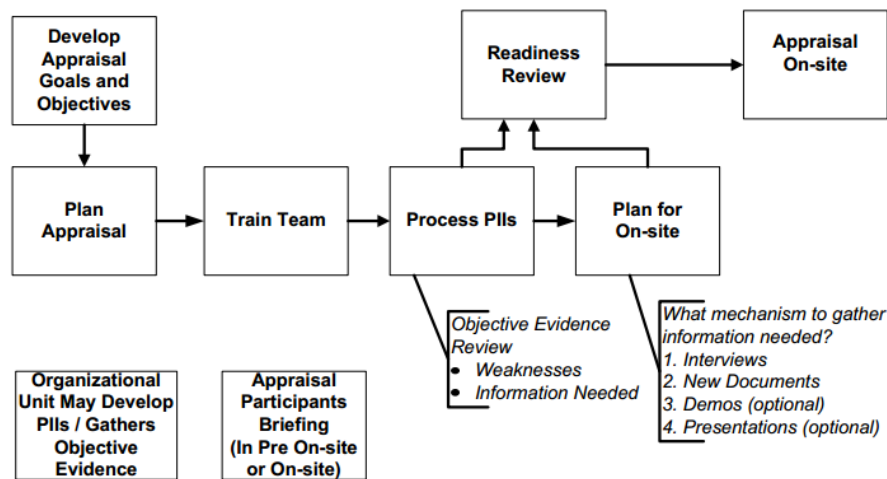 Develop
Appraisal
Goals and
Objectives
Readiness
Review
Appraisal
On-site
Plan
Appraisal
Train Team
Process PIIs
Plan for
On-site
Objective Evidence
Review
• Weaknesses
• Information Needed
What mechanism to gather
information needed?
1. Interviews
2. New Documents
3. Demos (optional)
4. Presentations (optional)
Organizational
Unit May Develop
PIIs / Gathers
Objective
Evidence
Appraisal
Participants
Briefing
(In Pre On-site
or On-site)